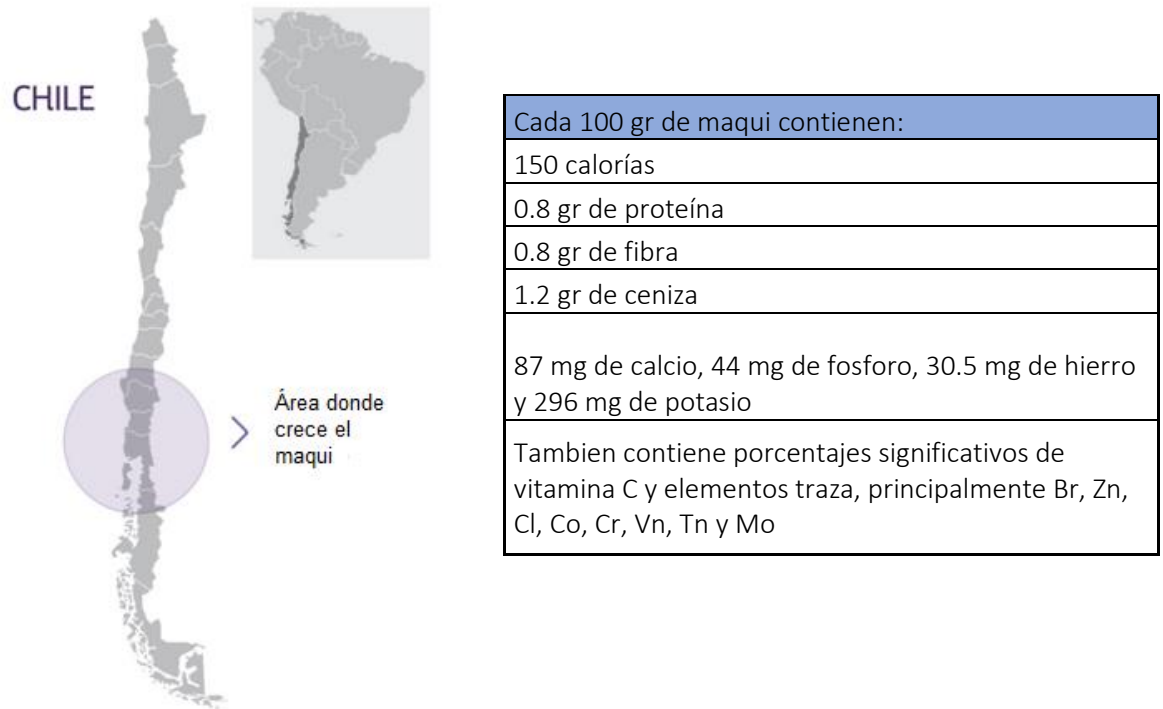 CHILE
Área donde
crece el
maqui
Cada 100 gr de maqui contienen:
150 calorías
0.8 gr de proteína
0.8 gr de fibra
1.2 gr de ceniza
87 mg de calcio, 44 mg de fosforo, 30.5 mg de hierro
y 296 mg de potasio
Tambien contiene porcentajes significativos de
vitamina C y elementos traza, principalmente Br, Zn,
Cl, Co, Cr, Vn, Tn y Mo